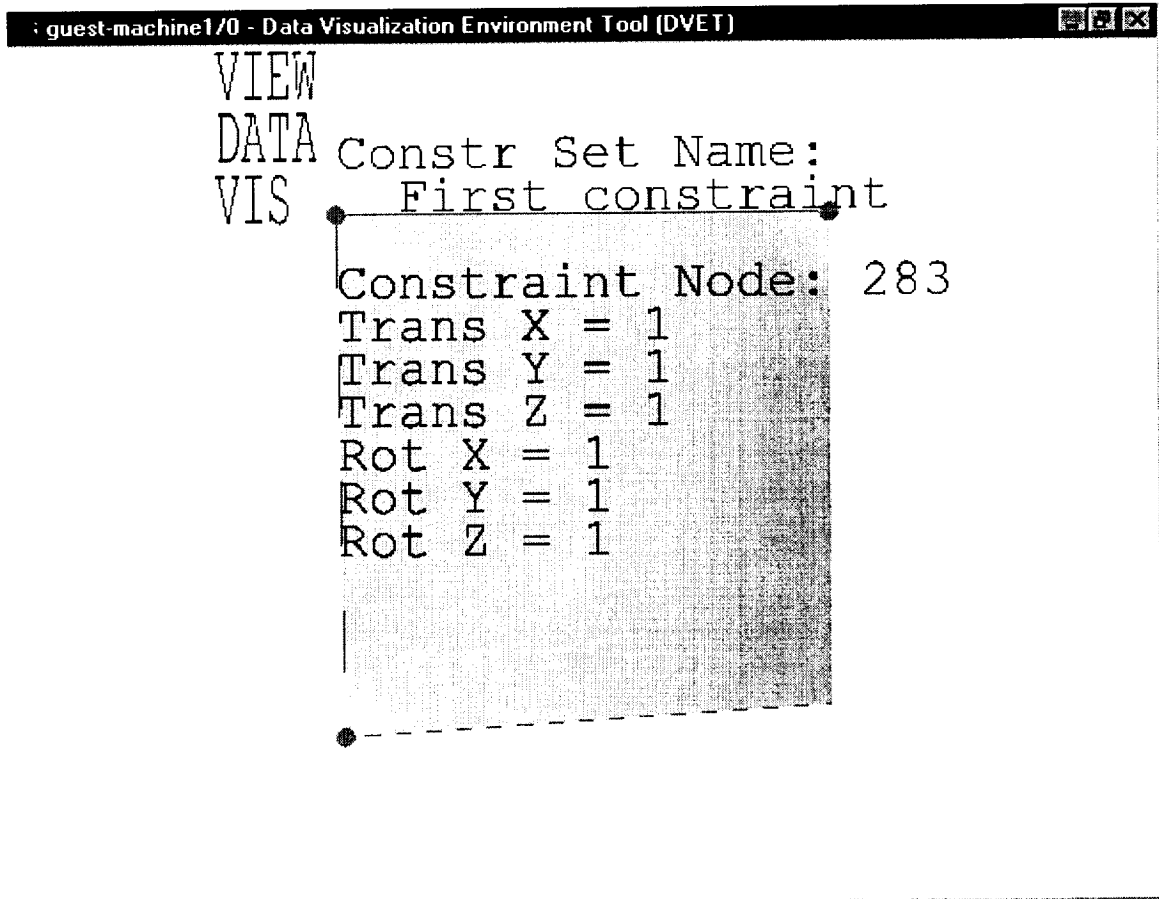 guest-machine1/0 - Data Visualization Environment Tool (DVET)
VIEW
DATA
VIS
Constr Set Name:
First constraint
Constraint Node: 283
Trans X = 1
Trans Y = 1
Trans Z = 1
Rot X = 1
Rot Y = 1
Rot Z = 1